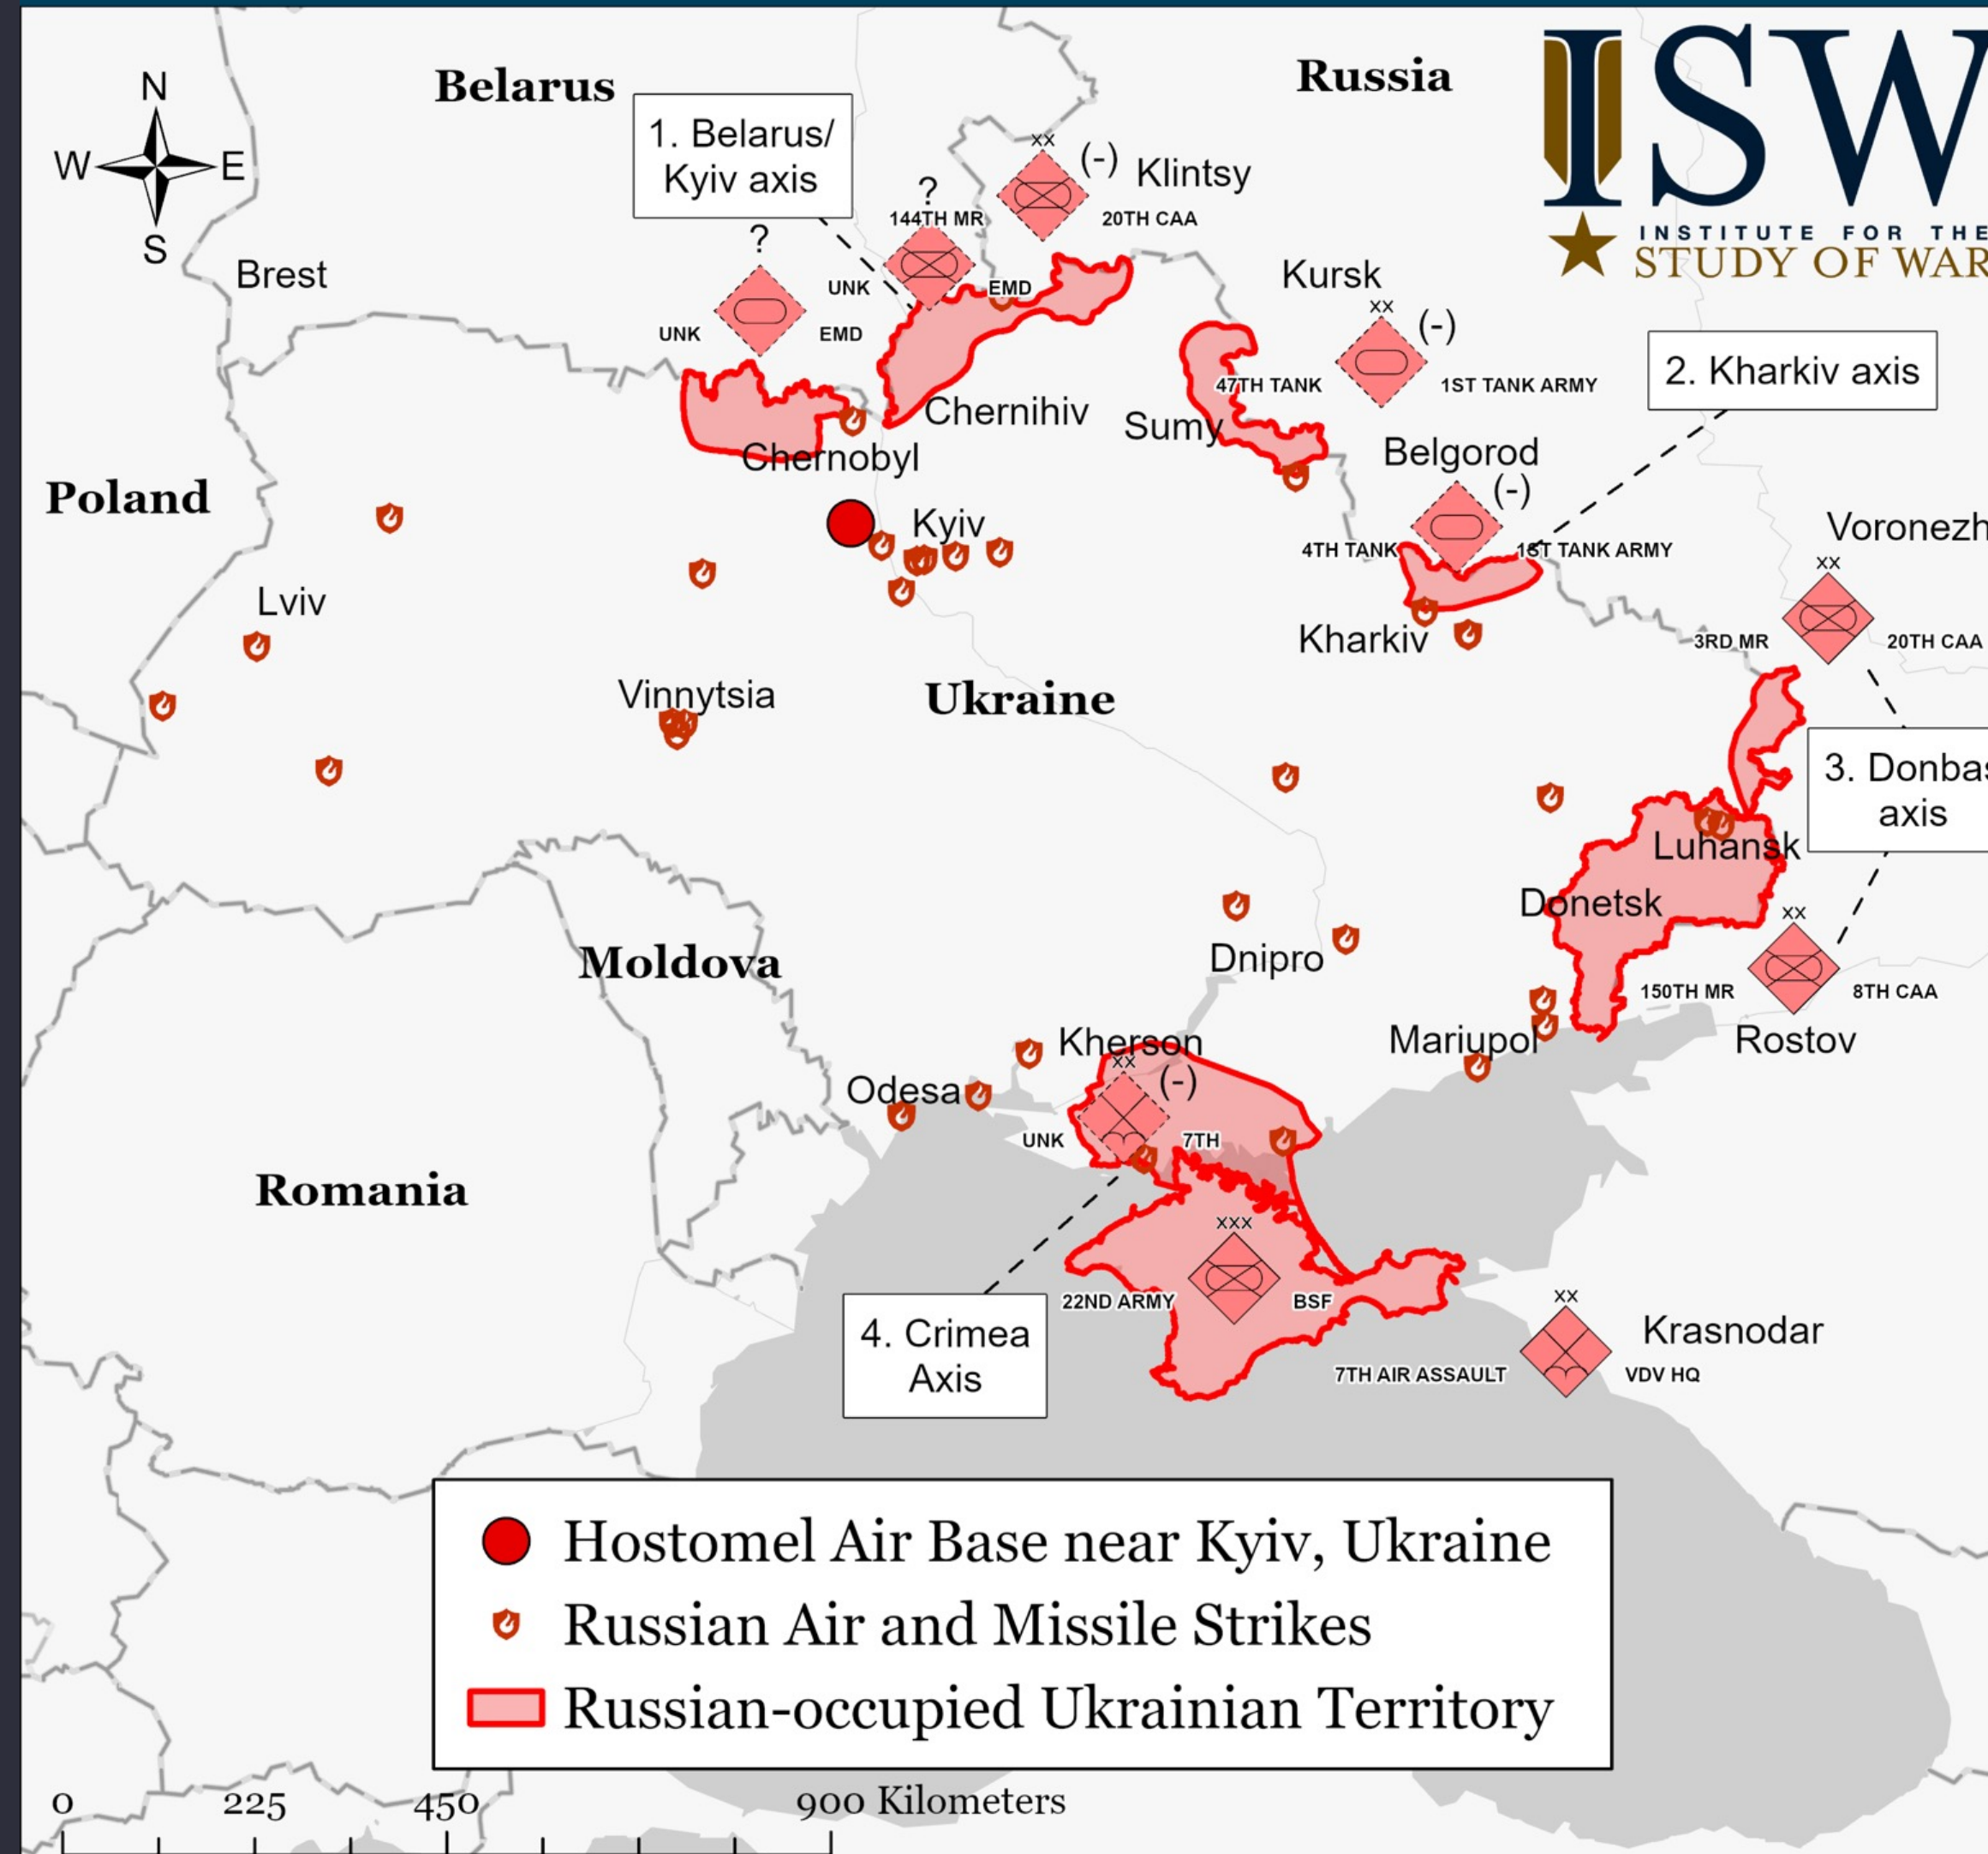 N
W E
S
Belarus
Russia
ISW
INSTITUTE FOR THE
STUDY OF WAR
1. Belarus/
Kyiv axis
xx
(-)
Klintsy
20TH CAA
?
144TH MR
UNK
EMD
?
UNK
EMD
Brest
Kursk
xx
(-)
47TH TANK
1ST TANK ARMY
2. Kharkiv axis
Chernihiv
Sumy
Chernobyl
Belgorod
(-)
4TH TANK
1ST TANK ARMY
Poland
Kyiv
Voronezh
xx
3RD MR
20TH CAA
Lviv
Kharkiv
Vinnytsia
Ukraine
3. Donbas
axis
Luhansk
Donetsk
xx
150TH MR
8TH CAA
Rostov
Moldova
Dnipro
Mariupol
Kherson
xx
(-)
UNK
7TH
Odesa
Romania
xxx
22ND ARMY
BSF
4. Crimea
Axis
xx
Krasnodar
7TH AIR ASSAULT
VDV HQ
Hostomel Air Base near Kyiv, Ukraine
Russian Air and Missile Strikes
Russian-occupied Ukrainian Territory
0 225 450 900 Kilometers